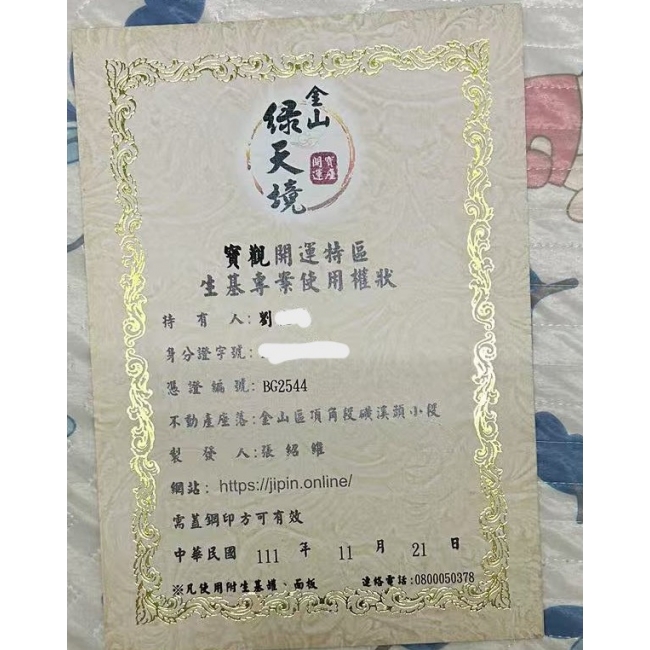 金山
綠天境
寶座
開運
寶觀開運特區
生基專案使用權狀
持有人:劉
身分證字號:
憑證編號:BG2544
不動產座落:金山區頂角段磺溪頭小段
製發人:張紹維
網站: https://jipin.online/
需蓋鋼印方可有效
中華民國 111 年 11 月 21 日
※凡使用附生基罐、面板 連絡電話:0800050378